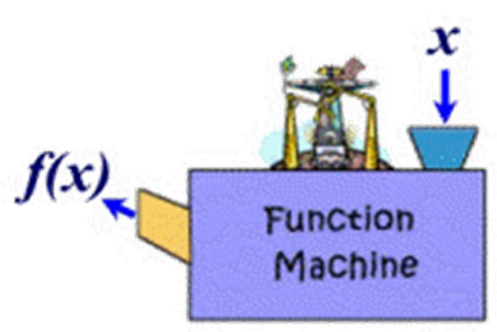 x
f(x)
Function
Machine